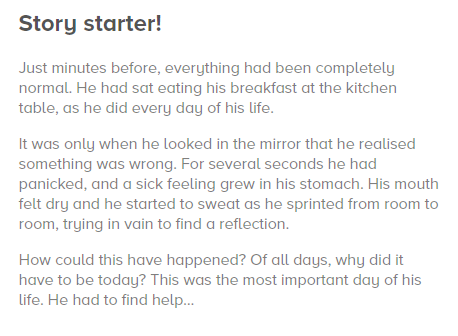 Story starter!
Just minutes before, everything had been completely
normal. He had sat eating his breakfast at the kitchen
table, as he did every day of his life.
It was only when he looked in the mirror that he realised
something was wrong. For several seconds he had
panicked, and a sick feeling grew in his stomach. His mouth
felt dry and he started to sweat as he sprinted from room to
room, trying in vain to find a reflection.
How could this have happened? Of all days, why did it
have to be today? This was the most important day of his
life. He had to find help...